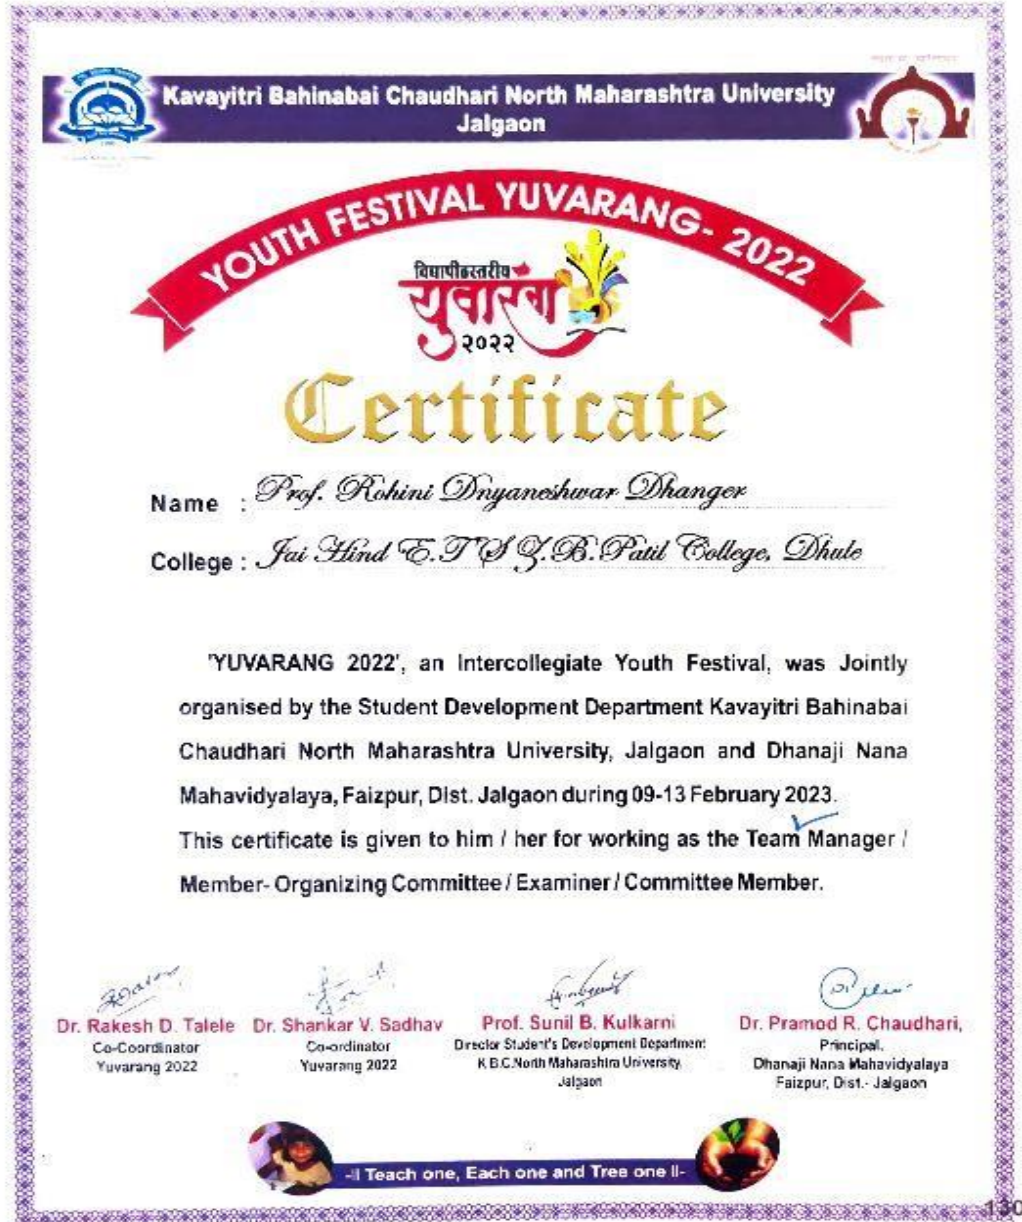 Kavayitri Bahinabai Chaudhari North Maharashtra University
Jalgaon
YOUTH FESTIVAL YUVARANG- 2022
विद्यापीठस्तरीय
युवारंग
२०२२
Certificate
Name : Prof. Rohini Dnyaneshwar Dhanger
College : Jai Hind E.T S Z.B.Patil College, Dhule
'YUVARANG 2022', an Intercollegiate Youth Festival, was Jointly
organised by the Student Development Department Kavayitri Bahinabai
Chaudhari North Maharashtra University, Jalgaon and Dhanaji Nana
Mahavidyalaya, Faizpur, Dist. Jalgaon during 09-13 February 2023.
This certificate is given to him / her for working as the Team Manager /
Member- Organizing Committee / Examiner / Committee Member.
Dr. Rakesh D. Talele Dr. Shankar V. Sadhav Prof. Sunil B. Kulkarni Dr. Pramod R. Chaudhari,
Co-Coordinator Co-ordinator Director Student's Development Department Principal,
Yuvarang 2022 Yuvarang 2022 K.B.C.North Maharashtra University, Dhanaji Nana Mahavidyalaya
Jalgaon Faizpur, Dist.- Jalgaon
-ll Teach one, Each one and Tree one ll-
130